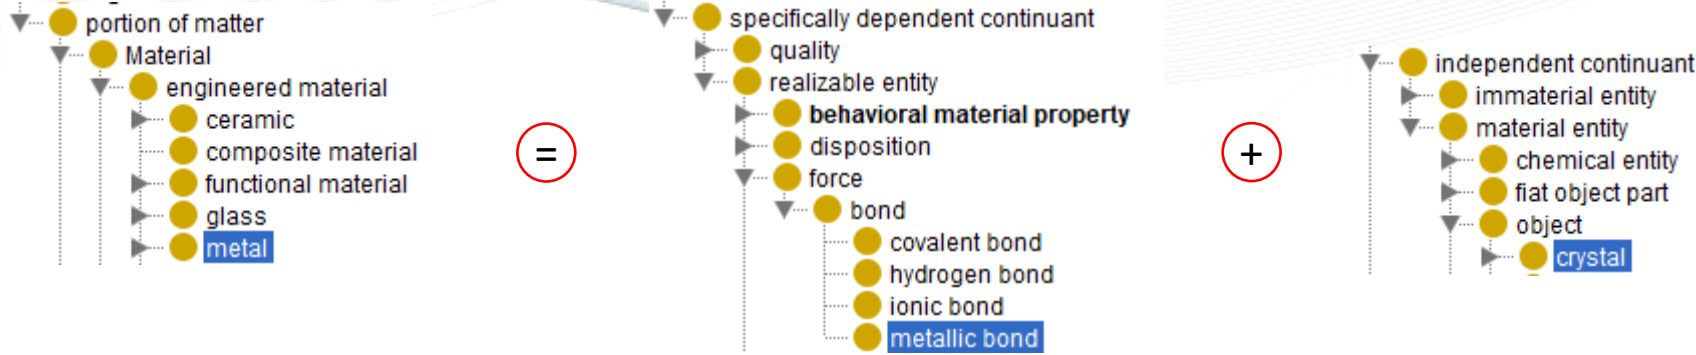 portion of matter
Material
engineered material
ceramic
composite material
functional material
glass
metal
=
specifically dependent continuant
quality
realizable entity
behavioral material property
disposition
force
bond
covalent bond
hydrogen bond
ionic bond
metallic bond
+
independent continuant
immaterial entity
material entity
chemical entity
fiat object part
object
crystal